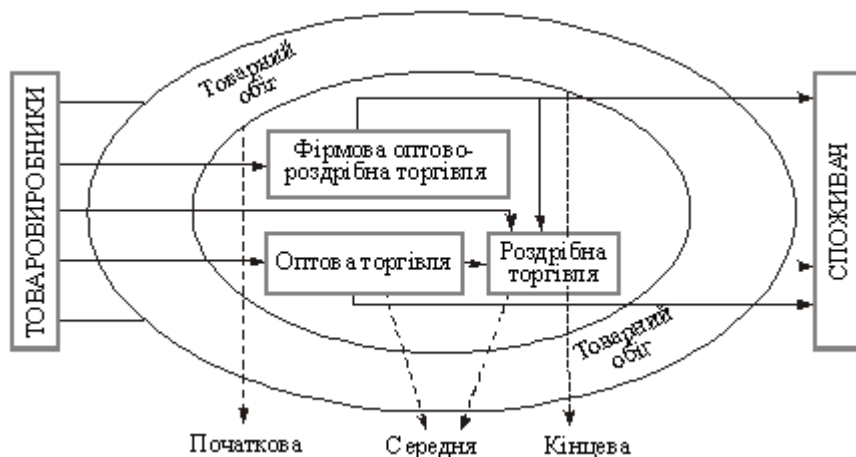 Товарний
обіг
ТОВАРОВИРОБНИКИ
Фірмова оптово-
роздрібна торгівля
Оптова торгівля
Роздрібна
торгівля
СПОЖИВАЧ
Товарний
обіг
Початкова
Середня
Кінцева